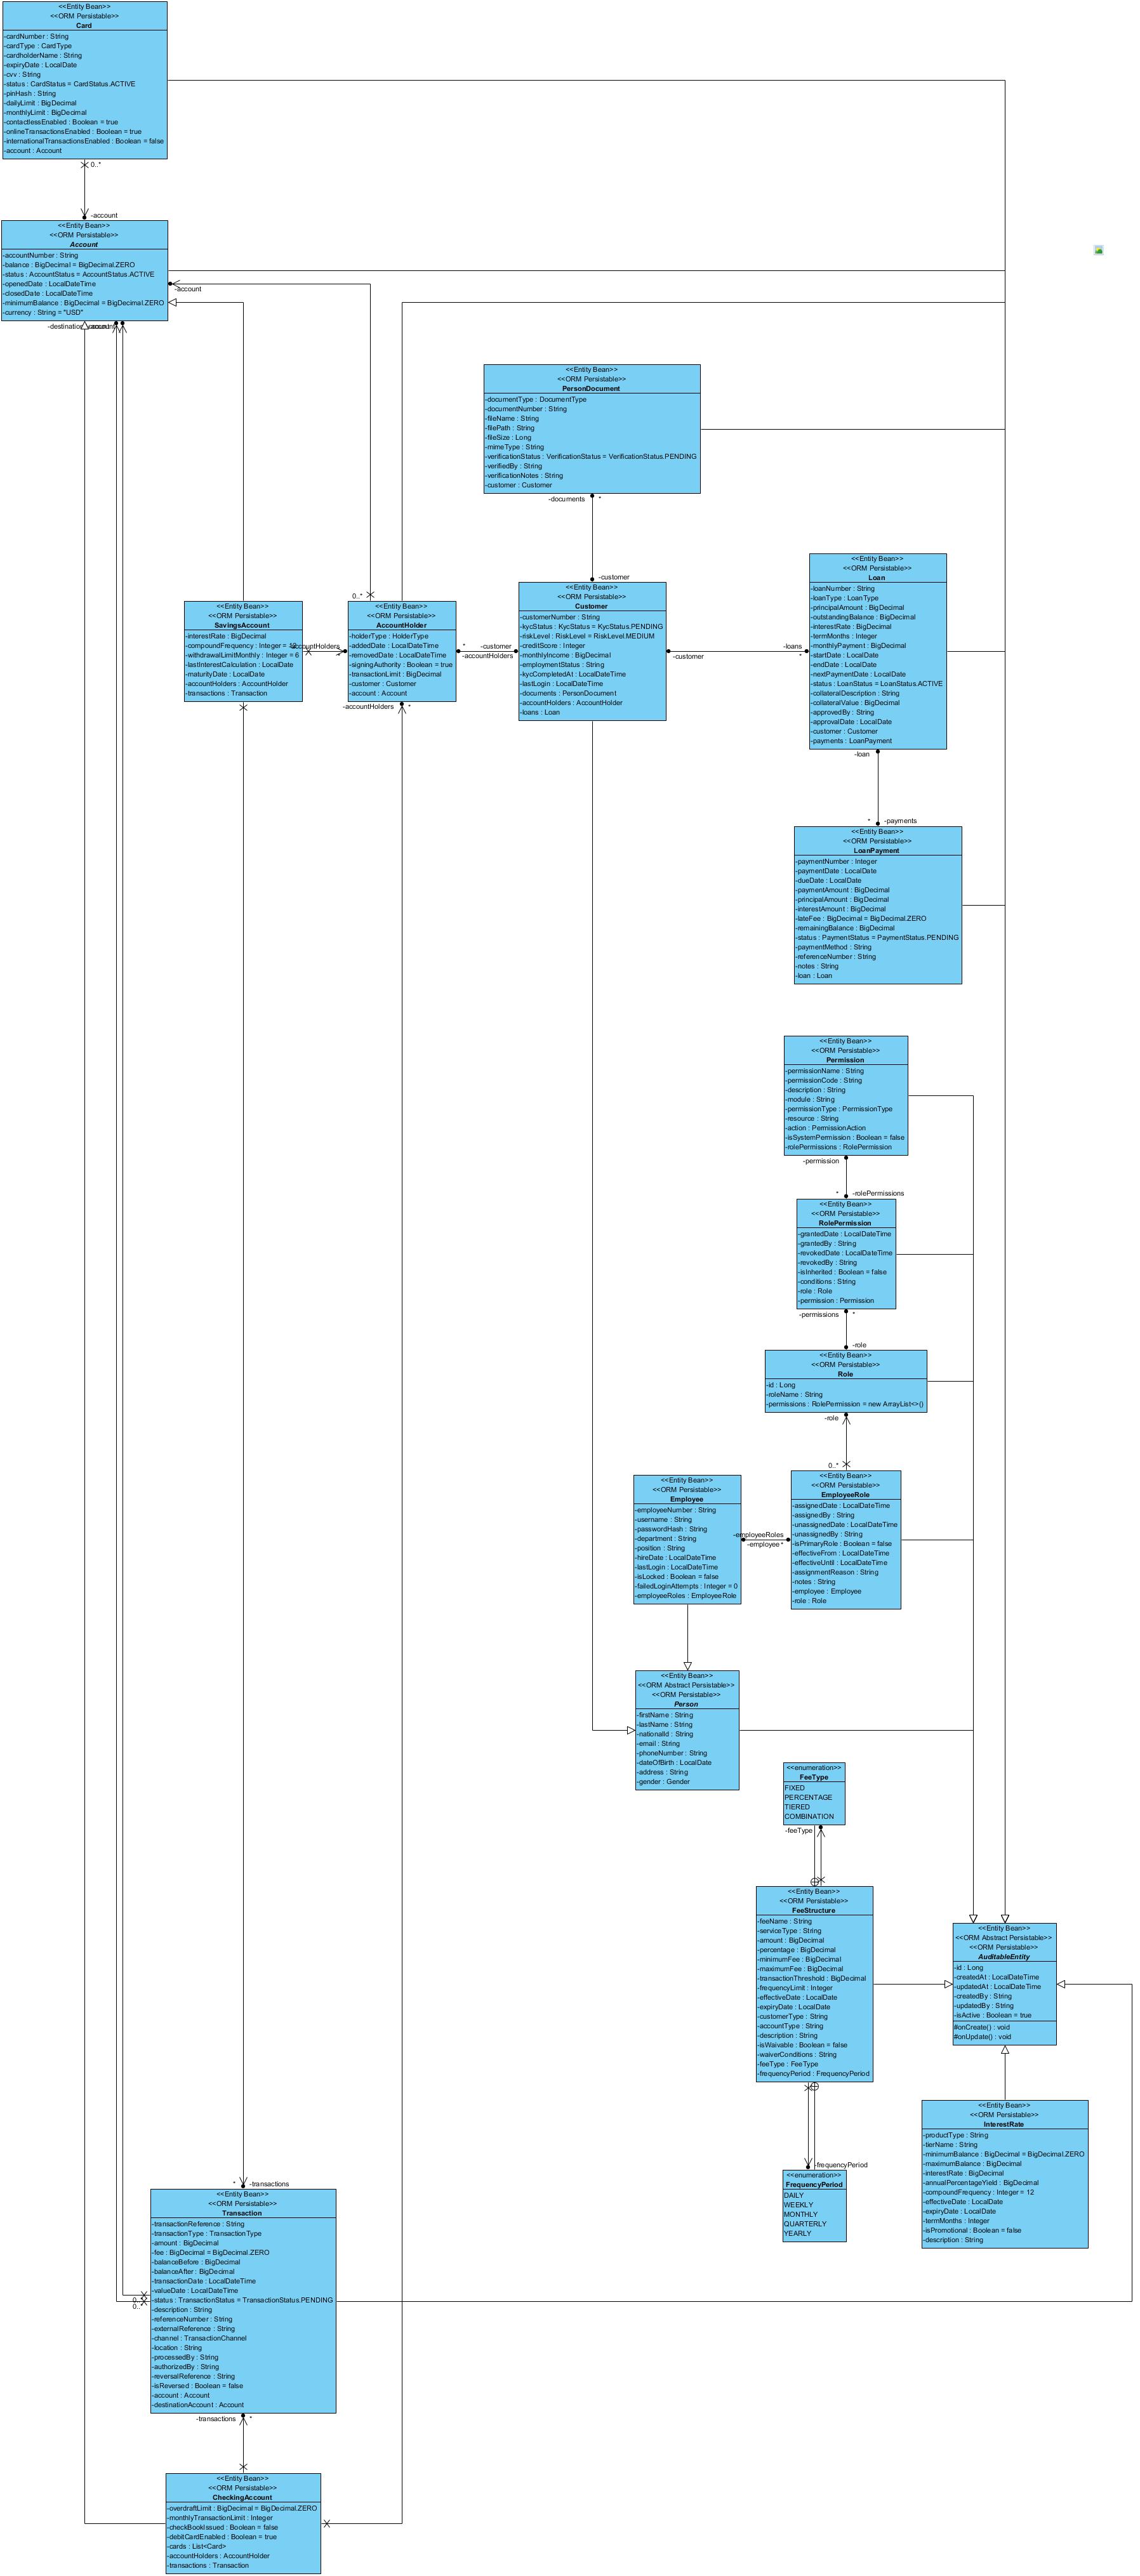 <<Entity Bean>>
<<ORM Persistable>>
Card
-cardNumber : String
-cardType : CardType
-cardholderName : String
-expiryDate : LocalDate
-cvv : String
-status : CardStatus = CardStatus.ACTIVE
-pinHash : String
-dailyLimit : BigDecimal
-monthlyLimit : BigDecimal
-contactlessEnabled : Boolean = true
-onlineTransactionsEnabled : Boolean = true
-internationalTransactionsEnabled : Boolean = false
-account : Account
0..*
-account
<<Entity Bean>>
<<ORM Persistable>>
Account
-accountNumber : String
-balance : BigDecimal = BigDecimal.ZERO
-status : AccountStatus = AccountStatus.ACTIVE
-openedDate : LocalDateTime
-closedDate : LocalDateTime
-minimumBalance : BigDecimal = BigDecimal.ZERO
-currency : String = "USD"
-account
<<Entity Bean>>
<<ORM Persistable>>
PersonDocument
-documentType : DocumentType
-documentNumber : String
-fileName : String
-filePath : String
-fileSize : Long
-mimeType : String
-verificationStatus : VerificationStatus = VerificationStatus.PENDING
-verifiedBy : String
-verificationNotes : String
-customer : Customer
-documents
*
-customer
<<Entity Bean>>
<<ORM Persistable>>
SavingsAccount
-interestRate : BigDecimal
-compoundFrequency : Integer = 12
-withdrawalLimitMonthly : Integer = 6
-lastInterestCalculation : LocalDate
-maturityDate : LocalDate
-accountHolders : AccountHolder
-transactions : Transaction
0..*
<<Entity Bean>>
<<ORM Persistable>>
AccountHolder
-holderType : HolderType
-addedDate : LocalDateTime
-removedDate : LocalDateTime
-signingAuthority : Boolean = true
-transactionLimit : BigDecimal
-customer : Customer
-account : Account
-accountHolders
*
*
-customer
-accountHolders
<<Entity Bean>>
<<ORM Persistable>>
Customer
-customerNumber : String
-kycStatus : KycStatus = KycStatus.PENDING
-riskLevel : RiskLevel = RiskLevel.MEDIUM
-creditScore : Integer
-monthlyIncome : BigDecimal
-employmentStatus : String
-kycCompletedAt : LocalDateTime
-lastLogin : LocalDateTime
-documents : PersonDocument
-accountHolders : AccountHolder
-loans : Loan
-customer
-loans
*
<<Entity Bean>>
<<ORM Persistable>>
Loan
-loanNumber : String
-loanType : LoanType
-principalAmount : BigDecimal
-outstandingBalance : BigDecimal
-interestRate : BigDecimal
-termMonths : Integer
-monthlyPayment : BigDecimal
-startDate : LocalDate
-endDate : LocalDate
-nextPaymentDate : LocalDate
-status : LoanStatus = LoanStatus.ACTIVE
-collateralDescription : String
-collateralValue : BigDecimal
-approvedBy : String
-approvalDate : LocalDate
-customer : Customer
-payments : LoanPayment
-loan
*
-payments
<<Entity Bean>>
<<ORM Persistable>>
LoanPayment
-paymentNumber : Integer
-paymentDate : LocalDate
-dueDate : LocalDate
-paymentAmount : BigDecimal
-principalAmount : BigDecimal
-interestAmount : BigDecimal
-lateFee : BigDecimal = BigDecimal.ZERO
-remainingBalance : BigDecimal
-status : PaymentStatus = PaymentStatus.PENDING
-paymentMethod : String
-referenceNumber : String
-notes : String
-loan : Loan
<<Entity Bean>>
<<ORM Persistable>>
Permission
-permissionName : String
-permissionCode : String
-description : String
-module : String
-permissionType : PermissionType
-resource : String
-action : PermissionAction
-isSystemPermission : Boolean = false
-rolePermissions : RolePermission
-permission
*
-rolePermissions
<<Entity Bean>>
<<ORM Persistable>>
RolePermission
-grantedDate : LocalDateTime
-grantedBy : String
-revokedDate : LocalDateTime
-revokedBy : String
-isInherited : Boolean = false
-conditions : String
-role : Role
-permission : Permission
-permissions
*
-role
<<Entity Bean>>
<<ORM Persistable>>
Role
-id : Long
-roleName : String
-permissions : RolePermission = new ArrayList<>()
-role
0..*
<<Entity Bean>>
<<ORM Persistable>>
Employee
-employeeNumber : String
-username : String
-passwordHash : String
-department : String
-position : String
-hireDate : LocalDateTime
-lastLogin : LocalDateTime
-isLocked : Boolean = false
-failedLoginAttempts : Integer = 0
-employeeRoles : EmployeeRole
-employeeRoles
-employee
*
<<Entity Bean>>
<<ORM Persistable>>
EmployeeRole
-assignedDate : LocalDateTime
-assignedBy : String
-unassignedDate : LocalDateTime
-unassignedBy : String
-isPrimaryRole : Boolean = false
-effectiveFrom : LocalDateTime
-effectiveUntil : LocalDateTime
-assignmentReason : String
-notes : String
-employee : Employee
-role : Role
<<Entity Bean>>
<<ORM Abstract Persistable>>
<<ORM Persistable>>
Person
-firstName : String
-lastName : String
-nationalId : String
-email : String
-phoneNumber : String
-dateOfBirth : LocalDate
-address : String
-gender : Gender
<<enumeration>>
FeeType
FIXED
PERCENTAGE
TIERED
COMBINATION
-feeType
<<Entity Bean>>
<<ORM Persistable>>
FeeStructure
-feeName : String
-serviceType : String
-amount : BigDecimal
-percentage : BigDecimal
-minimumFee : BigDecimal
-maximumFee : BigDecimal
-transactionThreshold : BigDecimal
-frequencyLimit : Integer
-effectiveDate : LocalDate
-expiryDate : LocalDate
-customerType : String
-accountType : String
-description : String
-isWaivable : Boolean = false
-waiverConditions : String
-feeType : FeeType
-frequencyPeriod : FrequencyPeriod
<<Entity Bean>>
<<ORM Abstract Persistable>>
<<ORM Persistable>>
AuditableEntity
-id : Long
-createdAt : LocalDateTime
-updatedAt : LocalDateTime
-createdBy : String
-updatedBy : String
-isActive : Boolean = true
#onCreate() : void
#onUpdate() : void
<<Entity Bean>>
<<ORM Persistable>>
InterestRate
-productType : String
-tierName : String
-minimumBalance : BigDecimal = BigDecimal.ZERO
-maximumBalance : BigDecimal
-interestRate : BigDecimal
-annualPercentageYield : BigDecimal
-compoundFrequency : Integer = 12
-effectiveDate : LocalDate
-expiryDate : LocalDate
-termMonths : Integer
-isPromotional : Boolean = false
-description : String
-frequencyPeriod
<<enumeration>>
FrequencyPeriod
DAILY
WEEKLY
MONTHLY
QUARTERLY
YEARLY
*
-transactions
<<Entity Bean>>
<<ORM Persistable>>
Transaction
-transactionReference : String
-transactionType : TransactionType
-amount : BigDecimal
-fee : BigDecimal = BigDecimal.ZERO
-balanceBefore : BigDecimal
-balanceAfter : BigDecimal
-transactionDate : LocalDateTime
-valueDate : LocalDateTime
-status : TransactionStatus = TransactionStatus.PENDING
-description : String
-referenceNumber : String
-externalReference : String
-channel : TransactionChannel
-location : String
-processedBy : String
-authorizedBy : String
-reversalReference : String
-isReversed : Boolean = false
-account : Account
-destinationAccount : Account
0..*
-transactions
*
<<Entity Bean>>
<<ORM Persistable>>
CheckingAccount
-overdraftLimit : BigDecimal = BigDecimal.ZERO
-monthlyTransactionLimit : Integer
-checkBookIssued : Boolean = false
-debitCardEnabled : Boolean = true
-cards : List<Card>
-accountHolders : AccountHolder
-transactions : Transaction